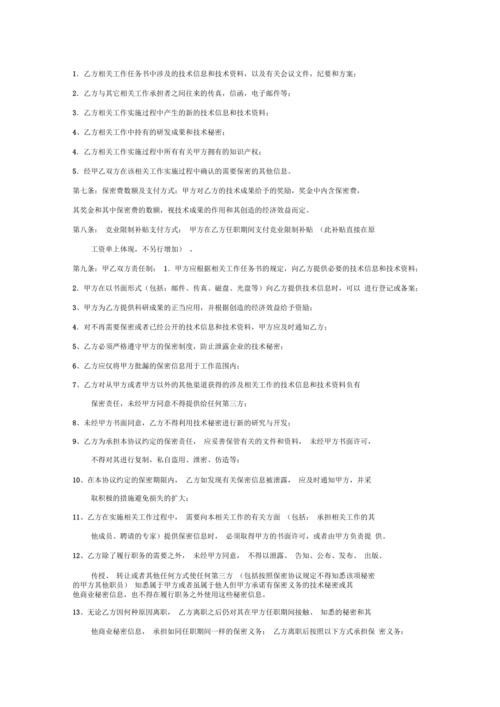 1．乙方相关工作任务书中涉及的技术信息和技术资料，以及有关会议文件，纪要和方案；
2．乙方与其它相关工作承担者之间往来的传真，信函，电子邮件等；
3．乙方相关工作实施过程中产生的新的技术信息和技术资料；
4、乙方相关工作中持有的研发成果和技术秘密；
4．乙方相关工作实施过程中所有有关甲方拥有的知识产权；
5．经甲乙双方在该相关工作实施过程中确认的需要保密的其他信息。
第七条：保密费数额及支付方式：甲方对乙方的技术成果给予的奖励，奖金中内含保密费，
其奖金和其中保密费的数额，视技术成果的作用和其创造的经济效益而定。
第八条： 竞业限制补贴支付方式： 甲方在乙方任职期间支付竞业限制补贴 （此补贴直接在原
工资单上体现，不另行增加） 。
第九条：甲乙双方责任制： 1．甲方应根据相关工作任务书的规定，向乙方提供必要的技术信息和技术资料；
2．甲方在以书面形式（包括：邮件、传真、磁盘、光盘等）向乙方提供技术信息时，可以 进行登记或备案；
3、甲方为乙方提供科研成果的正当应用，并根据创造的经济效益给予资励；
4．对不再需要保密或者已经公开的技术信息和技术资料，甲方应及时通知乙方；
5、乙方必须严格遵守甲方的保密制度，防止泄露企业的技术秘密；
6、乙方应仅将甲方批漏的保密信息用于工作范围内；
7、乙方对从甲方或者甲方以外的其他渠道获得的涉及相关工作的技术信息和技术资料负有
保密责任，未经甲方同意不得提供给任何第三方；
8、未经甲方书面同意，乙方不得利用技术秘密进行新的研究与开发；
9、乙方为承担本协议约定的保密责任， 应妥善保管有关的文件和资料， 未经甲方书面许可，
不得对其进行复制，私自盗用、泄密、仿造等；
10、在本协议约定的保密期限内， 乙方如发现有关保密信息被泄露， 应及时通知甲方，并采
取积极的措施避免损失的扩大；
11、乙方在实施相关工作过程中， 需要向本相关工作的有关方面 （包括： 承担相关工作的其
他成员、聘请的专家）提供保密信息时， 必须取得甲方的书面许可，或者由甲方负责提 供。
12、乙方除了履行职务的需要之外， 未经甲方同意， 不得以泄露、 告知、公布、发布、 出版、
传授、 转让或者其他任何方式使任何第三方 （包括按照保密协议规定不得知悉该项秘密
的甲方其他职员） 知悉属于甲方或者虽属于他人但甲方承诺有保密义务的技术秘密或其
他商业秘密信息，也不得在履行职务之外使用这些秘密信息。
13、无论乙方因何种原因离职， 乙方离职之后仍对其在甲方任职期间接触、 知悉的秘密和其
他商业秘密信息， 承担如同任职期间一样的保密义务； 乙方离职后按照以下方式承担保 密义务：